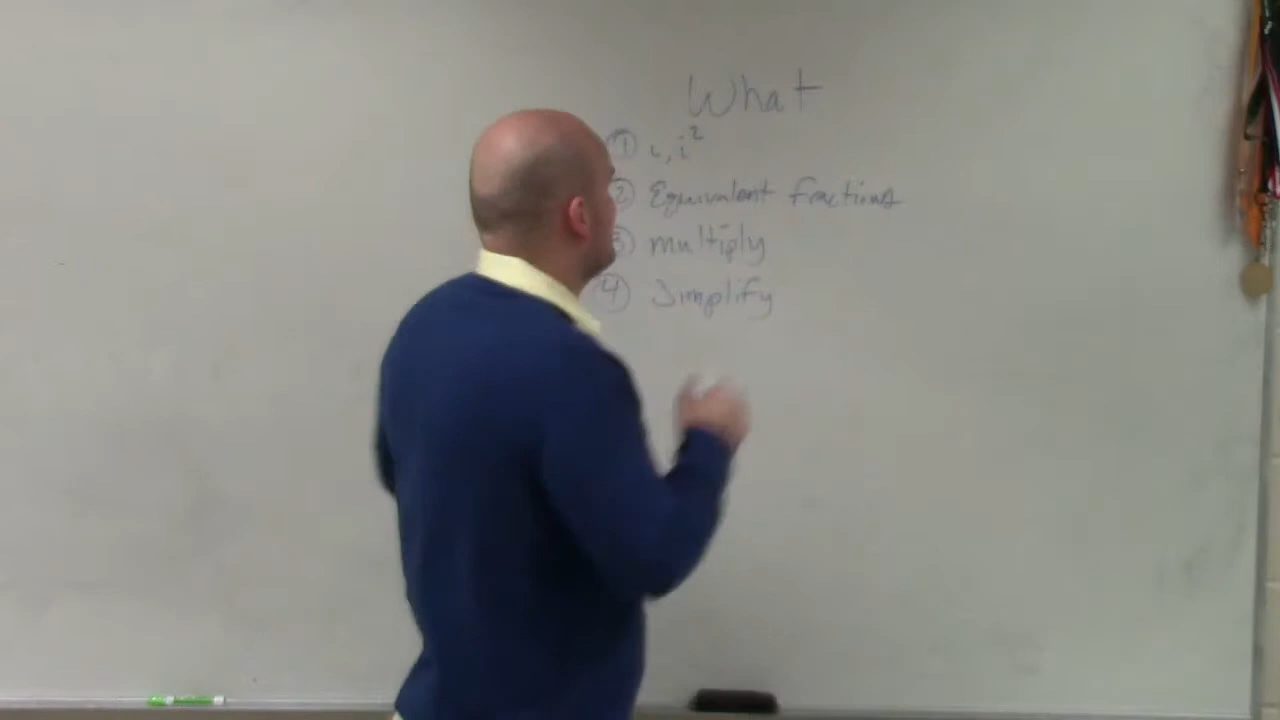 What
① i, i²
② Equivalent fractions
③ multiply
④ Simplify